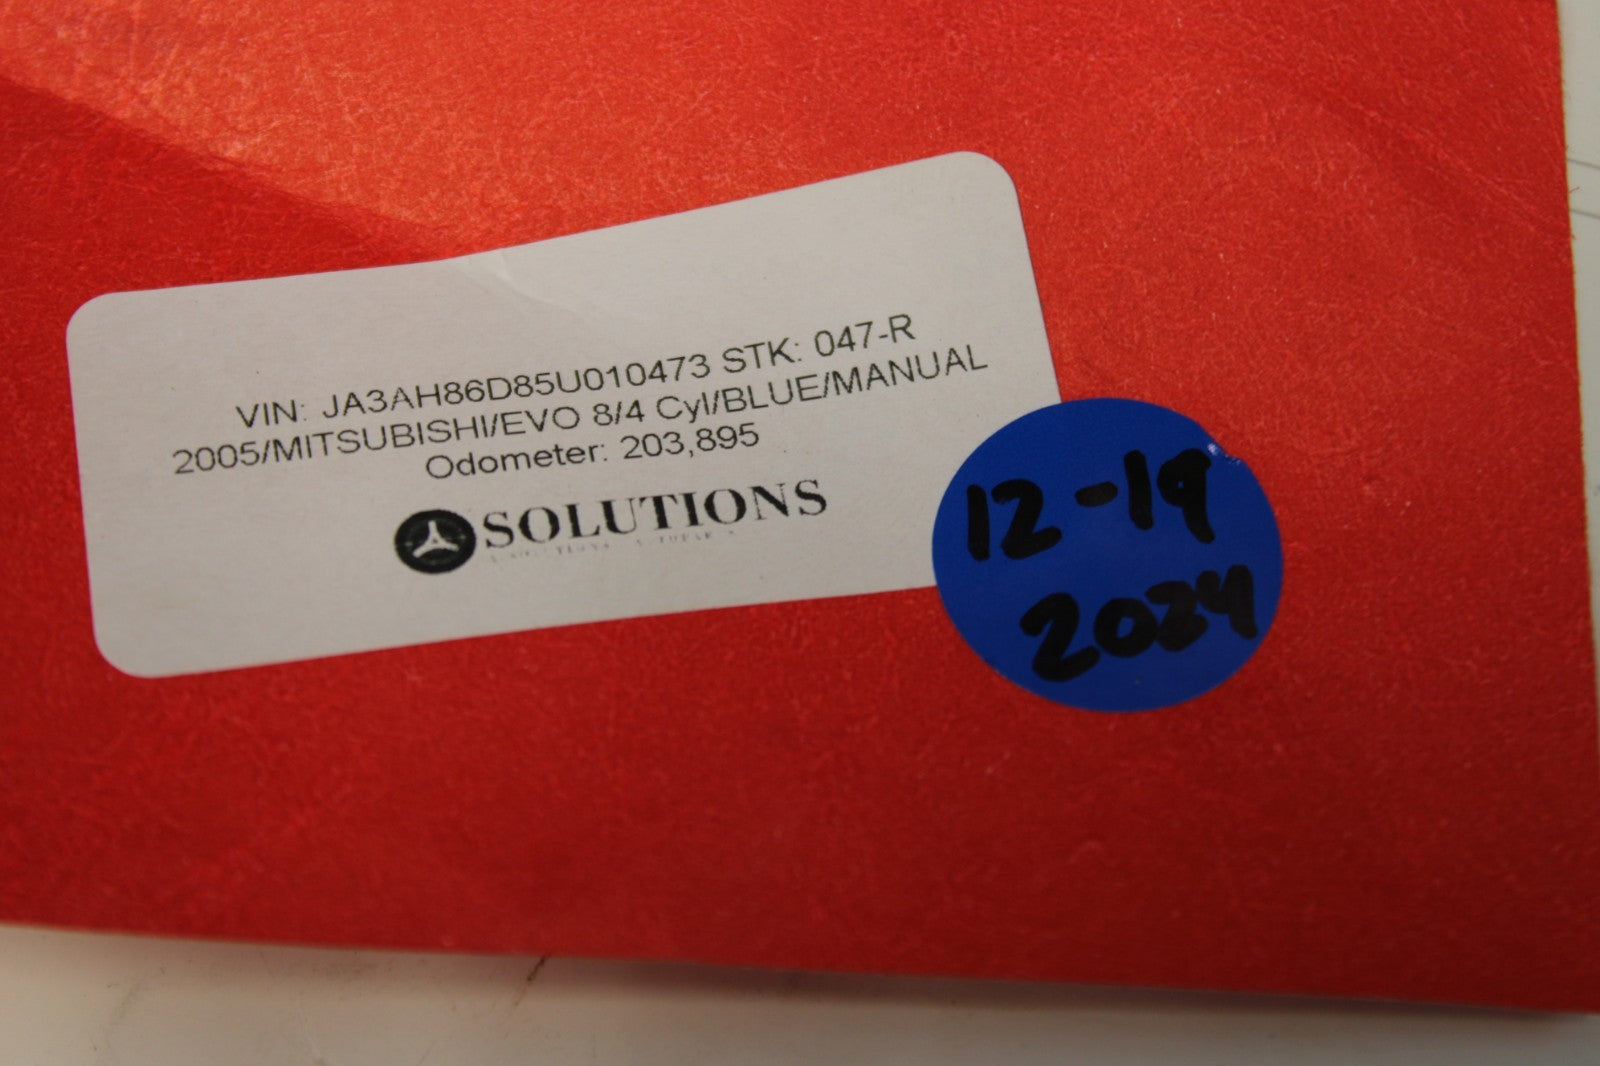 VIN: JA3AH86D85U010473 STK: 047-R
2005/MITSUBISHI/EVO 8/4 Cyl/BLUE/MANUAL
Odometer: 203,895
SOLUTIONS
12-19
2024